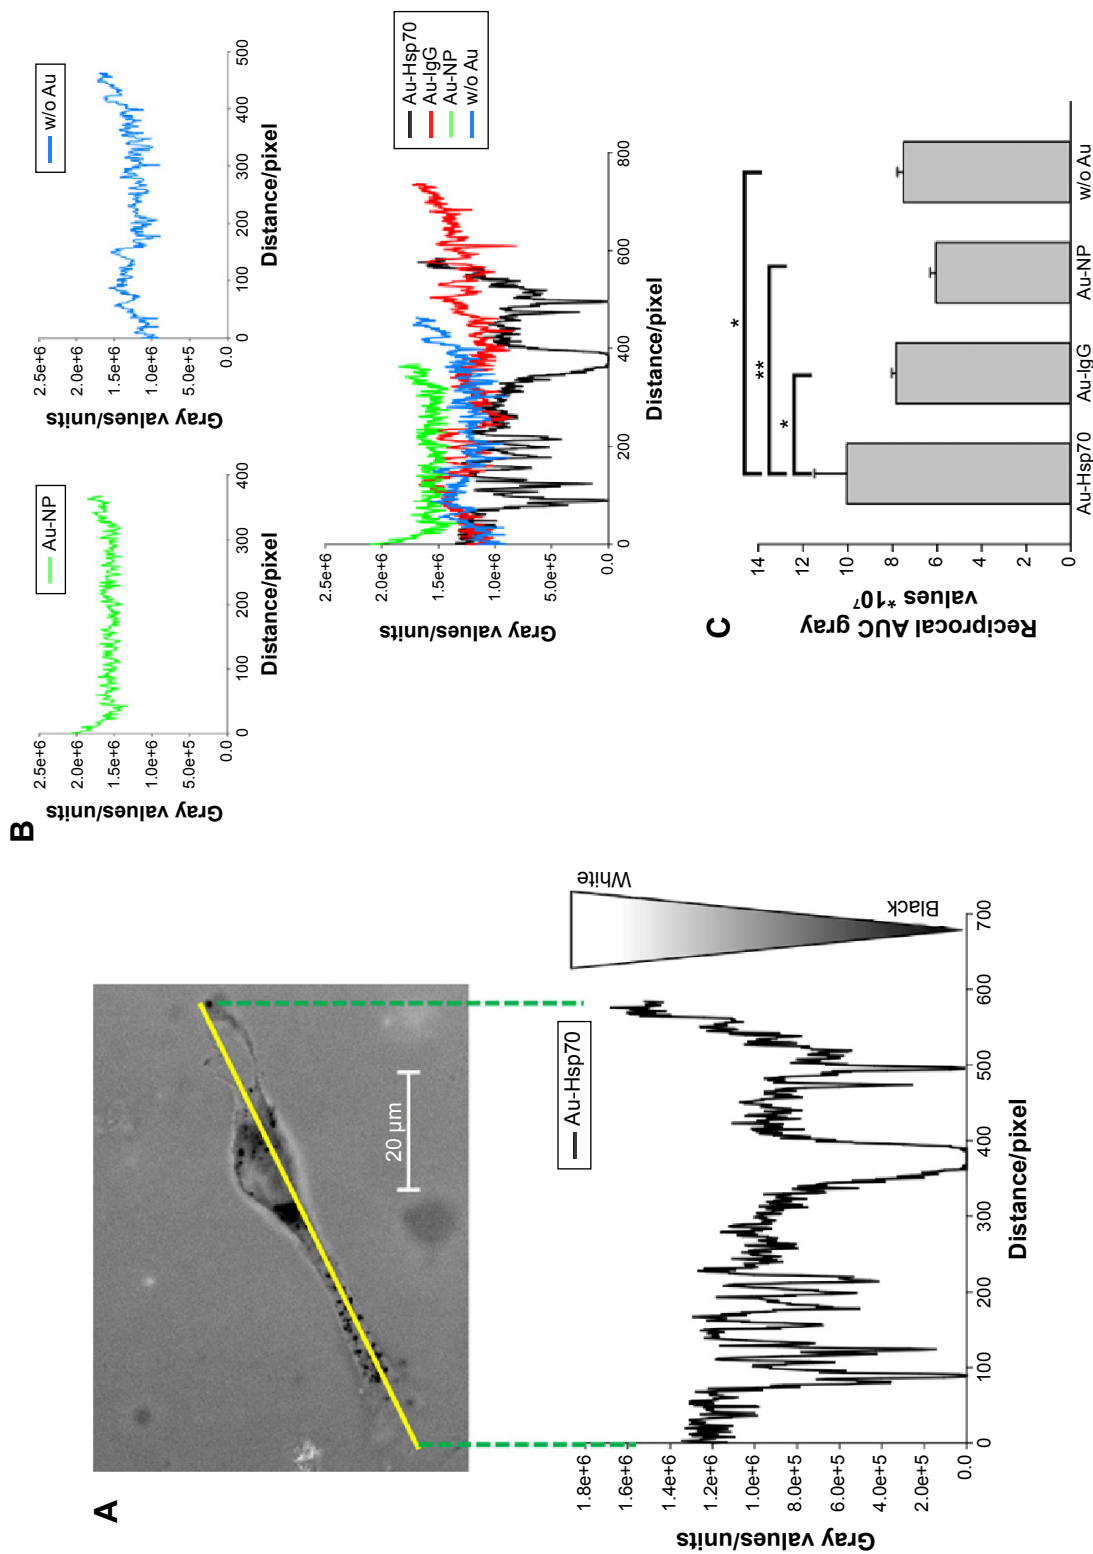 A
20 µm
Au-Hsp70
White
Black
Gray values/units
1.8e+6
1.6e+6
1.4e+6
1.2e+6
1.0e+6
8.0e+5
6.0e+5
4.0e+5
2.0e+5
0.0
0 100 200 300 400 500 600 700
Distance/pixel
B
Au-NP
Gray values/units
2.5e+6
2.0e+6
1.5e+6
1.0e+6
5.0e+5
0.0
0 100 200 300 400
Distance/pixel
w/o Au
Gray values/units
2.5e+6
2.0e+6
1.5e+6
1.0e+6
5.0e+5
0.0
0 100 200 300 400 500
Distance/pixel
Au-Hsp70
Au-IgG
Au-NP
w/o Au
Gray values/units
2.5e+6
2.0e+6
1.5e+6
1.0e+6
5.0e+5
0.0
0 200 400 600 800
Distance/pixel
C
Reciprocal AUC gray
values *10⁷
14
12
10
8
6
4
2
0
*
**
*
Au-Hsp70 Au-IgG Au-NP w/o Au